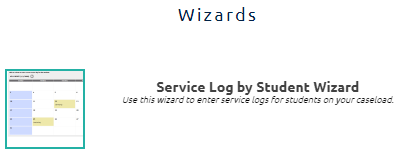 Wizards
Service Log by Student Wizard
Use this wizard to enter service logs for students on your caseload.